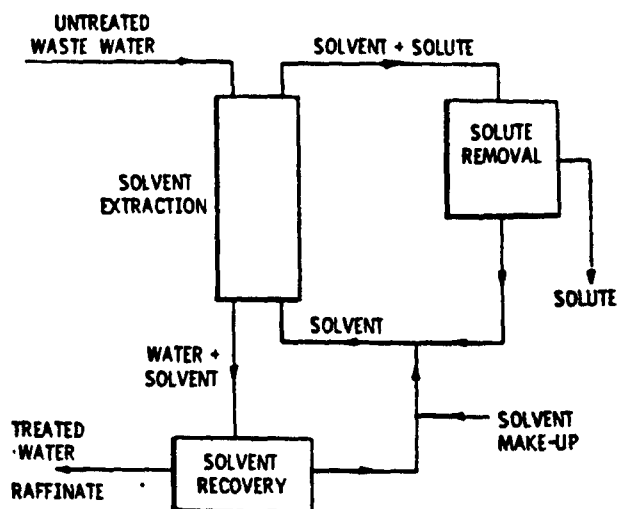 UNTREATED
WASTE WATER
SOLVENT + SOLUTE
SOLUTE
REMOVAL
SOLVENT
EXTRACTION
SOLUTE
SOLVENT
WATER +
SOLVENT
SOLVENT
MAKE-UP
TREATED
WATER
RAFFINATE
SOLVENT
RECOVERY